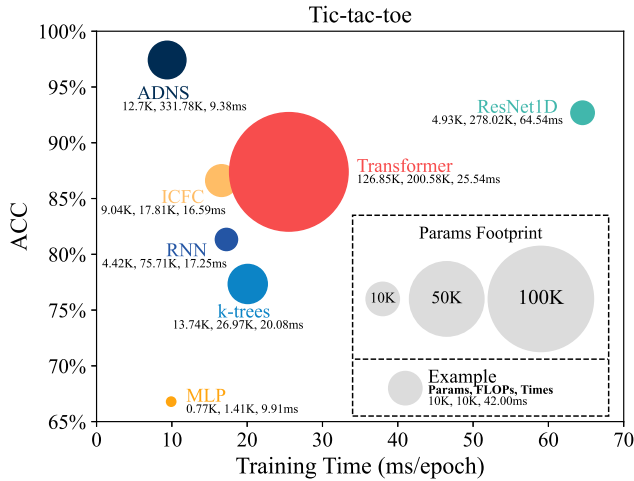 Tic-tac-toe
100%
95%
90%
85%
80%
75%
70%
65%
ACC
ADNS
12.7K, 331.78K, 9.38ms
ResNet1D
4.93K, 278.02K, 64.54ms
Transformer
126.85K, 200.58K, 25.54ms
ICFC
9.04K, 17.81K, 16.59ms
RNN
4.42K, 75.71K, 17.25ms
k-trees
13.74K, 26.97K, 20.08ms
MLP
0.77K, 1.41K, 9.91ms
Params Footprint
10K 50K 100K
Example
Params, FLOPs, Times
10K, 10K, 42.00ms
0 10 20 30 40 50 60 70
Training Time (ms/epoch)